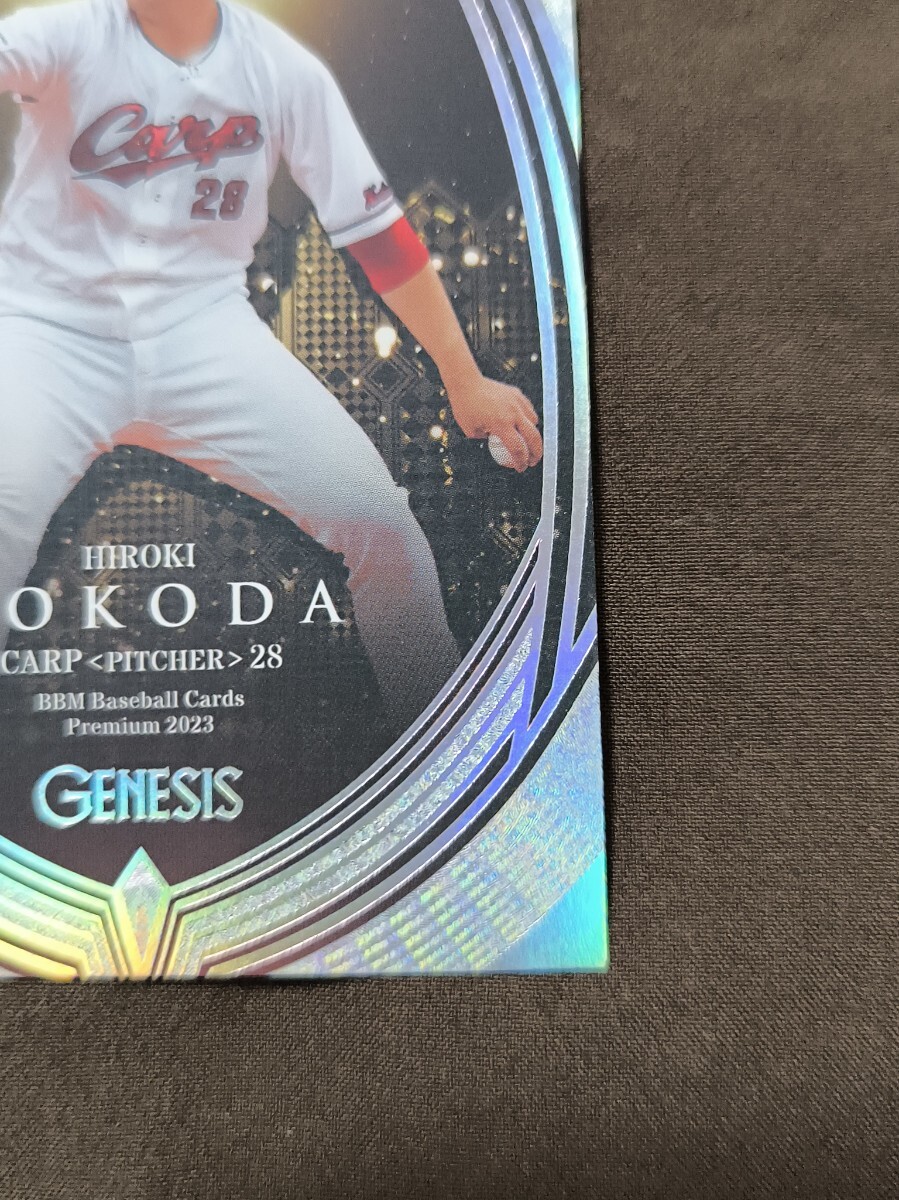 Carp
28
HIROKI
OKODA
CARP <PITCHER> 28
BBM Baseball Cards
Premium 2023
GENESIS